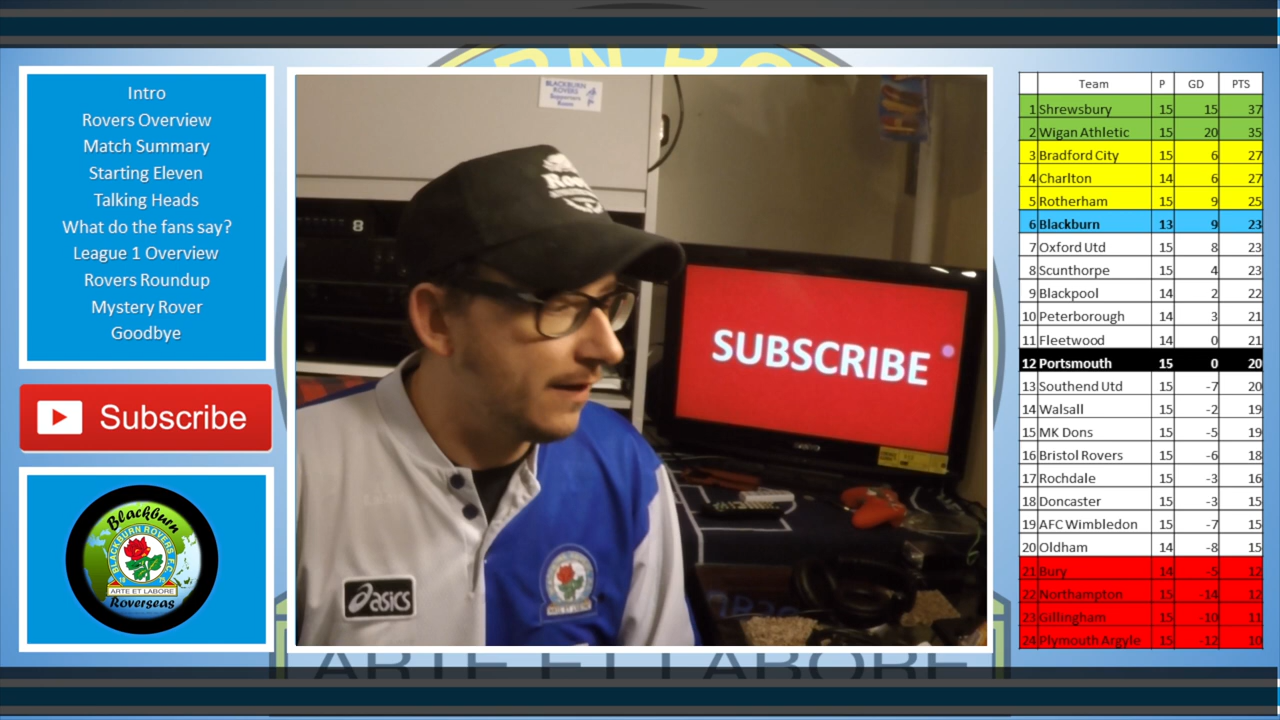 Intro
Rovers Overview
Match Summary
Starting Eleven
Talking Heads
What do the fans say?
League 1 Overview
Rovers Roundup
Mystery Rover
Goodbye
Subscribe
Blackburn
BLACKBURN ROVERS F.C.
18 75
ARTE ET LABORE
Roverseas
BLACKBURN
ROVERS
Supporters
8
SUBSCRIBE
asics
ARTE ET LABORE
Team P GD PTS
1 Shrewsbury 15 15 37
2 Wigan Athletic 15 20 35
3 Bradford City 15 6 27
4 Charlton 14 6 27
5 Rotherham 15 9 25
6 Blackburn 13 9 23
7 Oxford Utd 15 8 23
8 Scunthorpe 15 4 23
9 Blackpool 14 2 22
10 Peterborough 14 3 21
11 Fleetwood 14 0 21
12 Portsmouth 15 0 20
13 Southend Utd 15 -7 20
14 Walsall 15 -2 19
15 MK Dons 15 -5 19
16 Bristol Rovers 15 -6 18
17 Rochdale 15 -3 16
18 Doncaster 15 -3 15
19 AFC Wimbledon 15 -7 15
20 Oldham 14 -8 15
21 Bury 14 -5 12
22 Northampton 15 -14 12
23 Gillingham 15 -10 11
24 Plymouth Argyle 15 -12 10